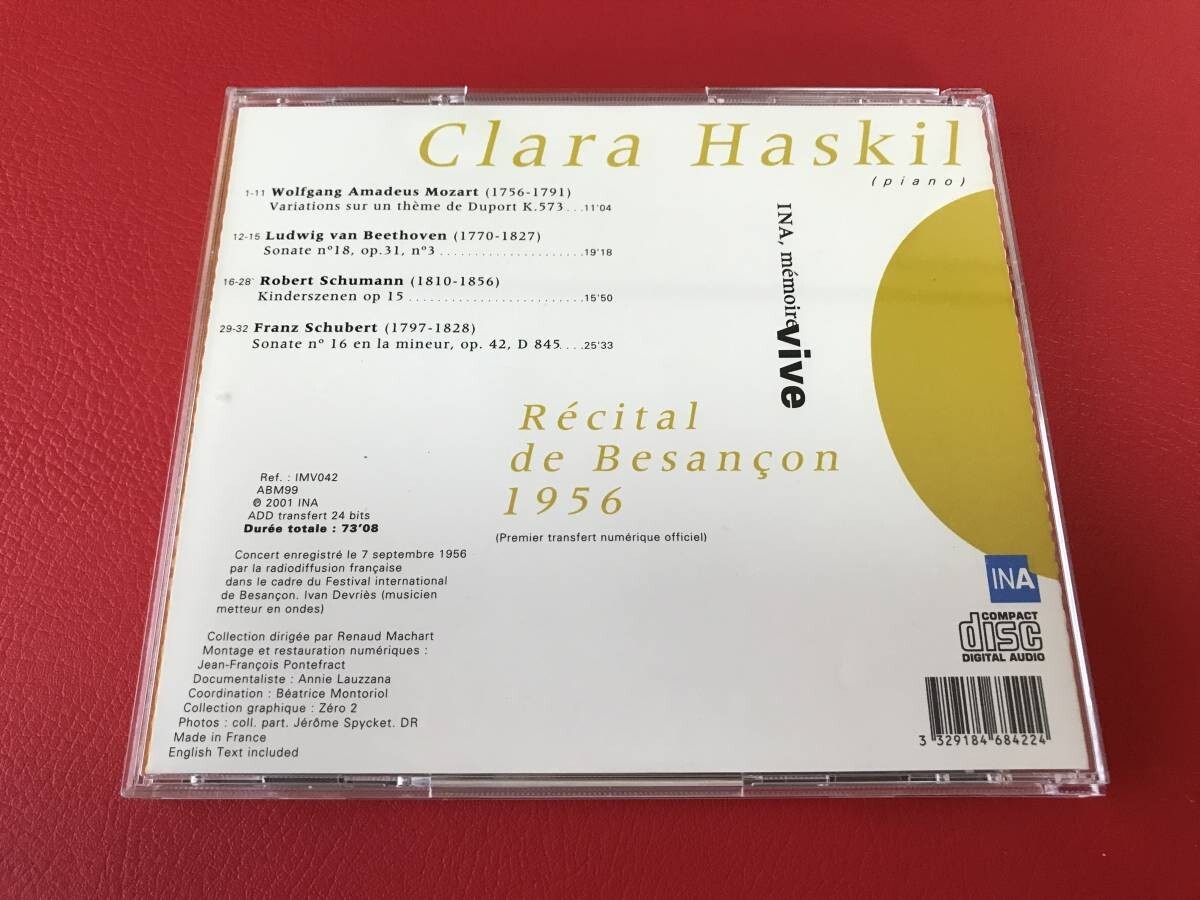 Clara Haskil
(piano)
1-11 Wolfgang Amadeus Mozart (1756-1791)
Variations sur un thème de Duport K.573...11'04
12-15 Ludwig van Beethoven (1770-1827)
Sonate nº18, op.31, nº3........................19'18
16-28 Robert Schumann (1810-1856)
Kinderszenen op 15.............................15'50
29-32 Franz Schubert (1797-1828)
Sonate nº 16 en la mineur, op. 42, D 845....25'33
INA, mémoire
vive
Récital
de Besançon
1956
(Premier transfert numérique officiel)
Ref. : IMV042
ABM99
℗ 2001 INA
ADD transfert 24 bits
Durée totale : 73'08
Concert enregistré le 7 septembre 1956
par la radiodiffusion française
dans le cadre du Festival international
de Besançon. Ivan Devriès (musicien
metteur en ondes)
Collection dirigée par Renaud Machart
Montage et restauration numériques :
Jean-François Pontefract
Documentaliste : Annie Lauzzana
Coordination : Béatrice Montoriol
Collection graphique : Zéro 2
Photos : coll. part. Jérôme Spycket. DR
Made in France
English Text included
INA
COMPACT
disc
DIGITAL AUDIO
3 329184 684224